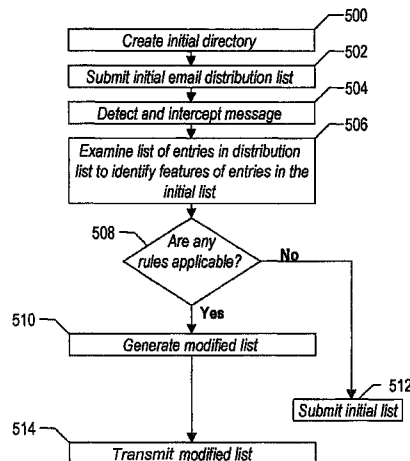 500
Create initial directory
502
Submit initial email distribution list
504
Detect and intercept message
506
Examine list of entries in distribution
list to identify features of entries in the
initial list
508
Are any
rules applicable?
No
Yes
510
Generate modified list
512
Submit initial list
514
Transmit modified list